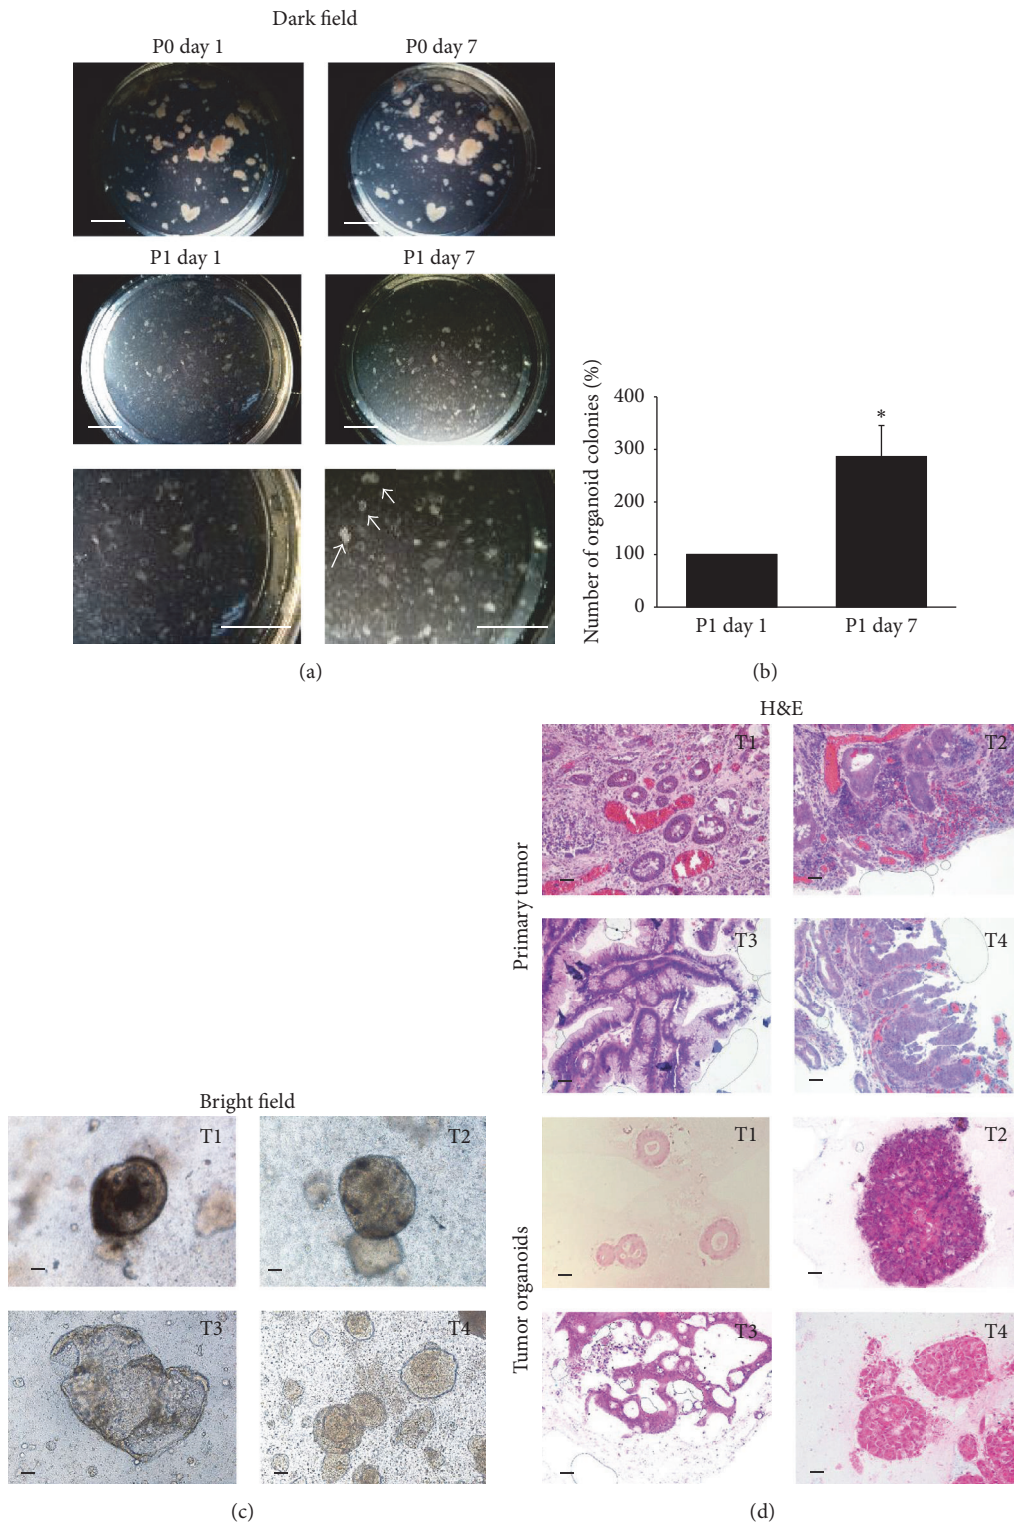 Dark field
P0 day 1
P0 day 7
P1 day 1
P1 day 7
(a)
Number of organoid colonies (%)
400
300
200
100
0
*
P1 day 1
P1 day 7
(b)
Bright field
T1
T2
T3
T4
(c)
H&E
Primary tumor
T1
T2
T3
T4
Tumor organoids
T1
T2
T3
T4
(d)